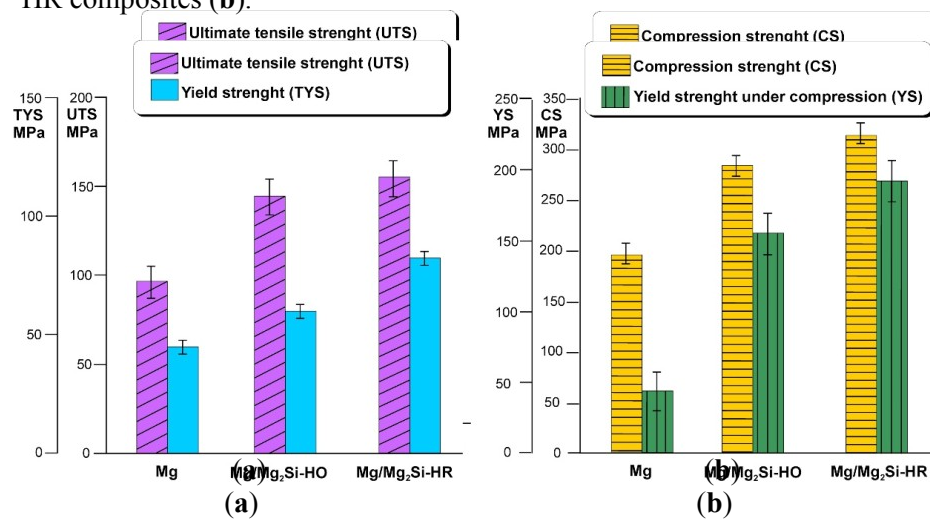 HR composites (b).
Ultimate tensile strenght (UTS)
Ultimate tensile strenght (UTS)
Yield strenght (TYS)
150
TYS
MPa
100
50
0
200
UTS
MPa
150
100
50
0
Mg
Mg/Mg₂Si-HO
Mg/Mg₂Si-HR
(a)
(a)
Compression strenght (CS)
Compression strenght (CS)
Yield strenght under compression (YS)
250
YS
MPa
200
150
100
50
0
350
CS
MPa
300
250
200
150
100
50
0
Mg
Mg/Mg₂Si-HO
Mg/Mg₂Si-HR
(b)
(b)